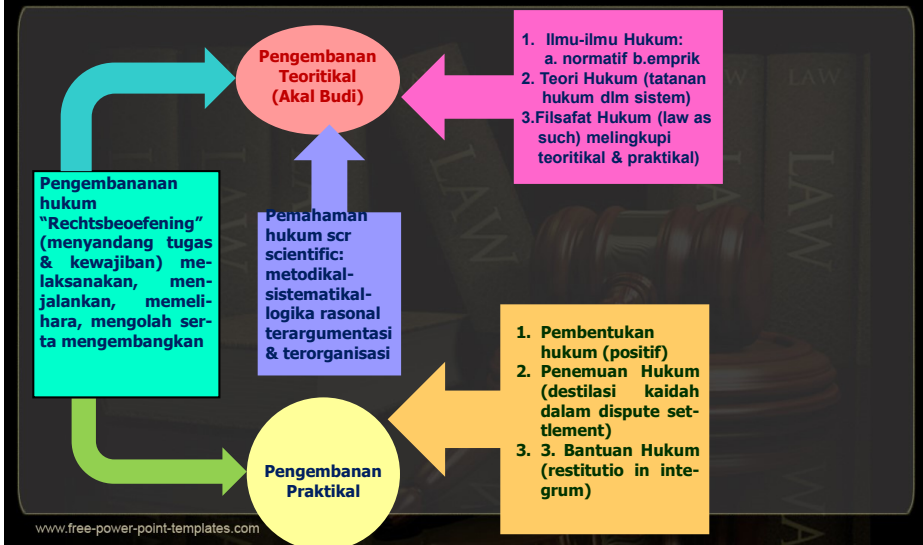 Pengembanan
Teoritikal
(Akal Budi)
1. Ilmu-ilmu Hukum:
a. normatif b.emprik
2. Teori Hukum (tatanan
hukum dlm sistem)
3.Filsafat Hukum (law as
such) melingkupi
teoritikal & praktikal)
Pengembananan
hukum
“Rechtsbeoefening”
(menyandang tugas
& kewajiban) me-
laksanakan, men-
jalankan, memeli-
hara, mengolah ser-
ta mengembangkan
Pemahaman
hukum scr
scientific:
metodikal-
sistematikal-
logika rasonal
terargumentasi
& terorganisasi
1. Pembentukan
hukum (positif)
2. Penemuan Hukum
(destilasi kaidah
dalam dispute set-
tlement)
3. 3. Bantuan Hukum
(restitutio in inte-
grum)
Pengembanan
Praktikal
www.free-power-point-templates.com
LAW
LAW
LAW
LAW